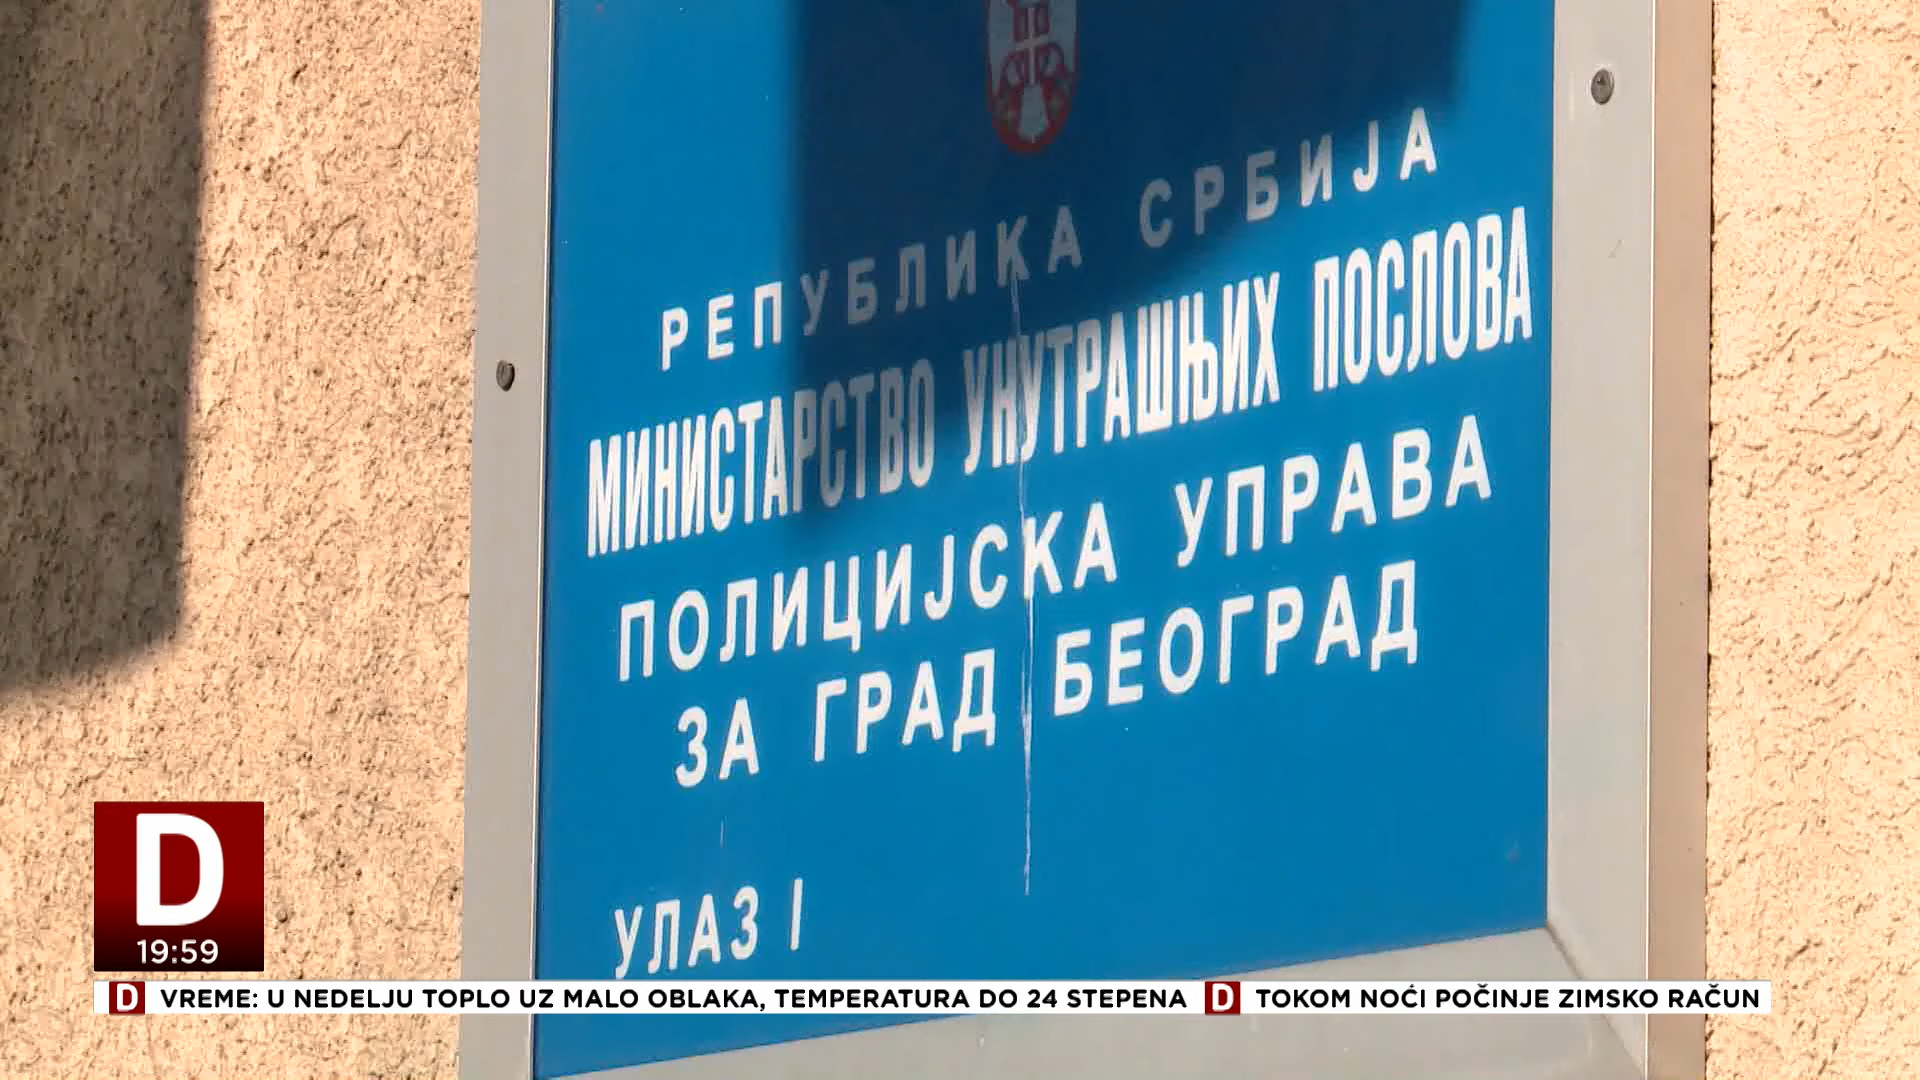 РЕПУБЛИКА СРБИЈА
МИНИСТАРСТВО УНУТРАШЊИХ ПОСЛОВА
ПОЛИЦИЈСКА УПРАВА
ЗА ГРАД БЕОГРАД
УЛАЗ I
D
19:59
D VREME: U NEDELJU TOPLO UZ MALO OBLAKA, TEMPERATURA DO 24 STEPENA D TOKOM NOĆI POČINJE ZIMSKO RAČUN